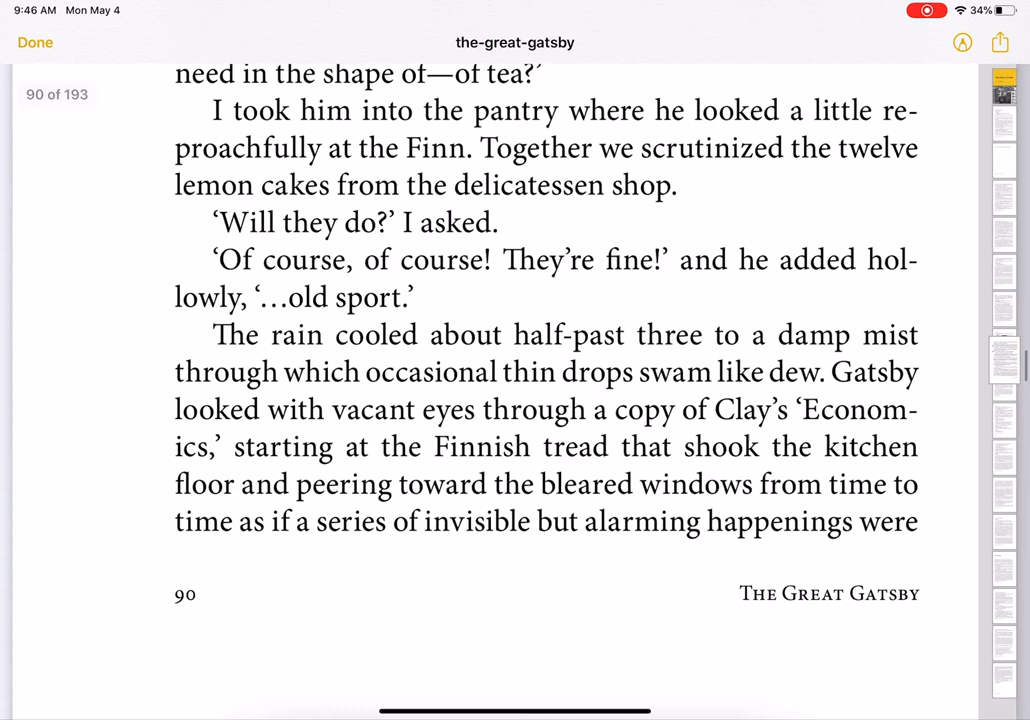 9:46 AM Mon May 4
34%
Done
the-great-gatsby
90 of 193
need in the shape of—of tea?’
I took him into the pantry where he looked a little re-
proachfully at the Finn. Together we scrutinized the twelve
lemon cakes from the delicatessen shop.
‘Will they do?’ I asked.
‘Of course, of course! They’re fine!’ and he added hol-
lowly, ‘…old sport.’
The rain cooled about half-past three to a damp mist
through which occasional thin drops swam like dew. Gatsby
looked with vacant eyes through a copy of Clay’s ‘Econom-
ics,’ starting at the Finnish tread that shook the kitchen
floor and peering toward the bleared windows from time to
time as if a series of invisible but alarming happenings were
90
The Great Gatsby